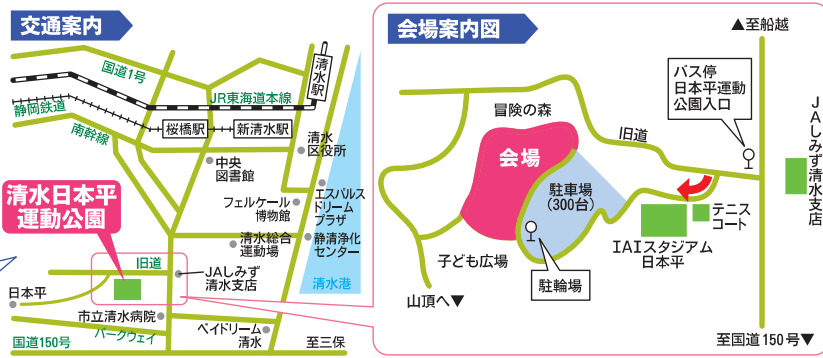 交通案内
国道1号
清水駅
JR東海道本線
静岡鉄道
桜橋駅
新清水駅
南幹線
清水
区役所
中央
図書館
エスパルス
ドリーム
プラザ
フェルケール
博物館
清水日本平
運動公園
清水総合
運動場
静清浄化
センター
旧道
JAしみず
清水支店
清水港
日本平
市立清水病院
パークウェイ
ベイドリーム
清水
国道150号
至三保
会場案内図
▲至船越
バス停
日本平運動
公園入口
冒険の森
旧道
JAしみず清水支店
会場
駐車場
(300台)
テニス
コート
IAIスタジアム
日本平
子ども広場
駐輪場
山頂へ▼
至国道150号▼